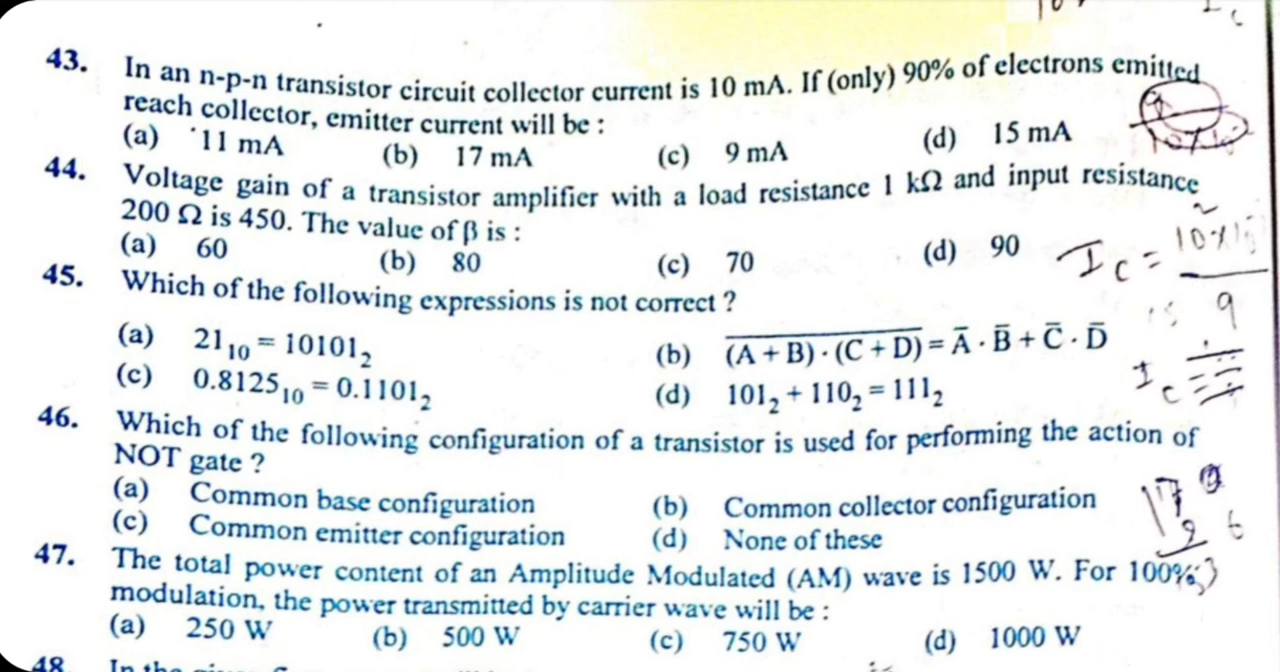 43. In an n-p-n transistor circuit collector current is 10 mA. If (only) 90% of electrons emitted
reach collector, emitter current will be :
(a) 11 mA (b) 17 mA (c) 9 mA (d) 15 mA
44. Voltage gain of a transistor amplifier with a load resistance 1 kΩ and input resistance
200 Ω is 450. The value of β is :
(a) 60 (b) 80 (c) 70 (d) 90
45. Which of the following expressions is not correct ?
(a) 21₁₀ = 10101₂ (b) (A̅ ̅+̅ ̅B̅)̅ ̅·̅ ̅(̅C̅ ̅+̅ ̅D̅)̅ = A̅ · B̅ + C̅ · D̅
(c) 0.8125₁₀ = 0.1101₂ (d) 101₂ + 110₂ = 111₂
46. Which of the following configuration of a transistor is used for performing the action of
NOT gate ?
(a) Common base configuration (b) Common collector configuration
(c) Common emitter configuration (d) None of these
47. The total power content of an Amplitude Modulated (AM) wave is 1500 W. For 100%
modulation, the power transmitted by carrier wave will be :
(a) 250 W (b) 500 W (c) 750 W (d) 1000 W
48